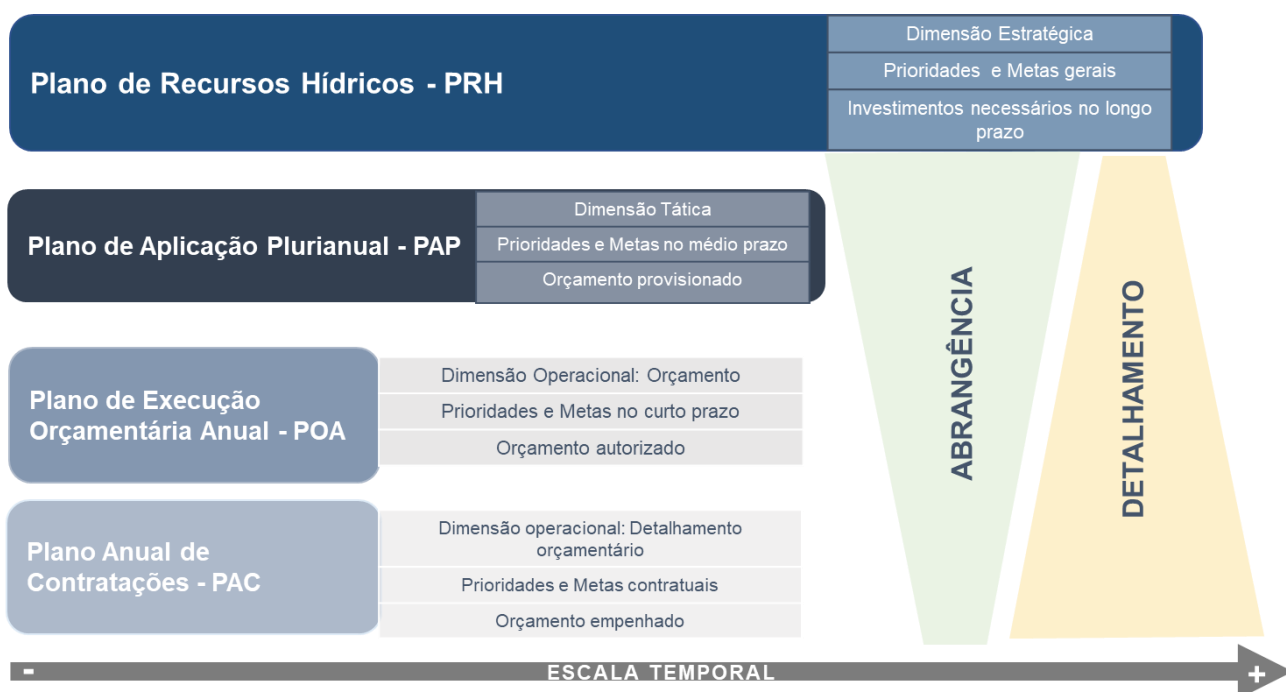 Plano de Recursos Hídricos - PRH
Dimensão Estratégica
Prioridades e Metas gerais
Investimentos necessários no longo
prazo
Plano de Aplicação Plurianual - PAP
Dimensão Tática
Prioridades e Metas no médio prazo
Orçamento provisionado
Plano de Execução
Orçamentária Anual - POA
Dimensão Operacional: Orçamento
Prioridades e Metas no curto prazo
Orçamento autorizado
Plano Anual de
Contratações - PAC
Dimensão operacional: Detalhamento
orçamentário
Prioridades e Metas contratuais
Orçamento empenhado
ABRANGÊNCIA
DETALHAMENTO
- ESCALA TEMPORAL +